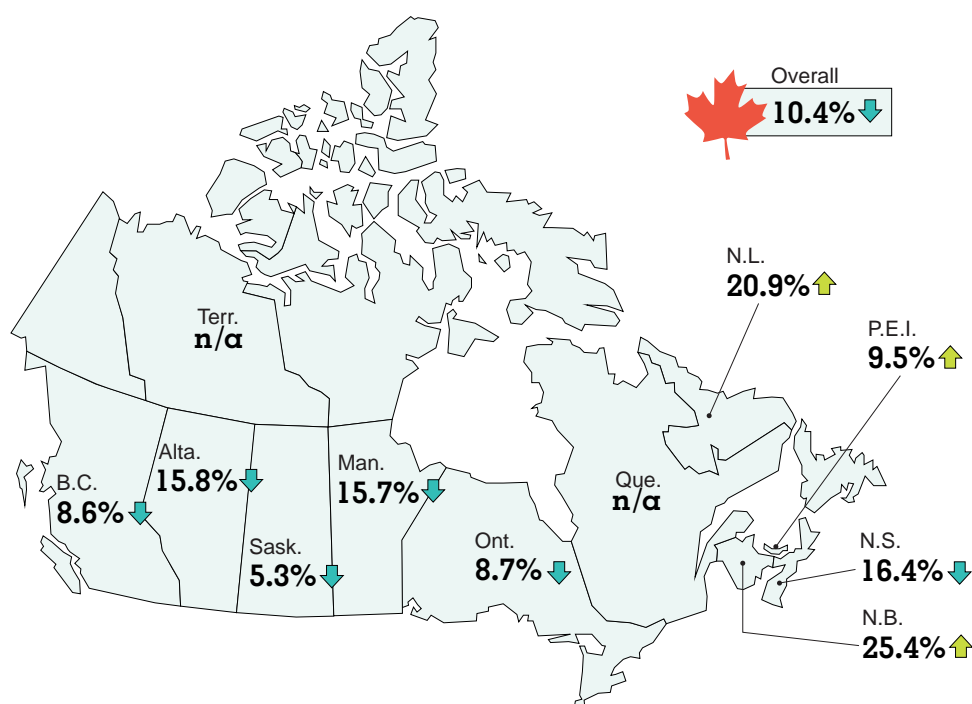 Overall
10.4%
N.L.
20.9%
Terr.
n/a
P.E.I.
9.5%
Alta.
15.8%
Man.
15.7%
B.C.
8.6%
Que.
n/a
Sask.
5.3%
Ont.
8.7%
N.S.
16.4%
N.B.
25.4%